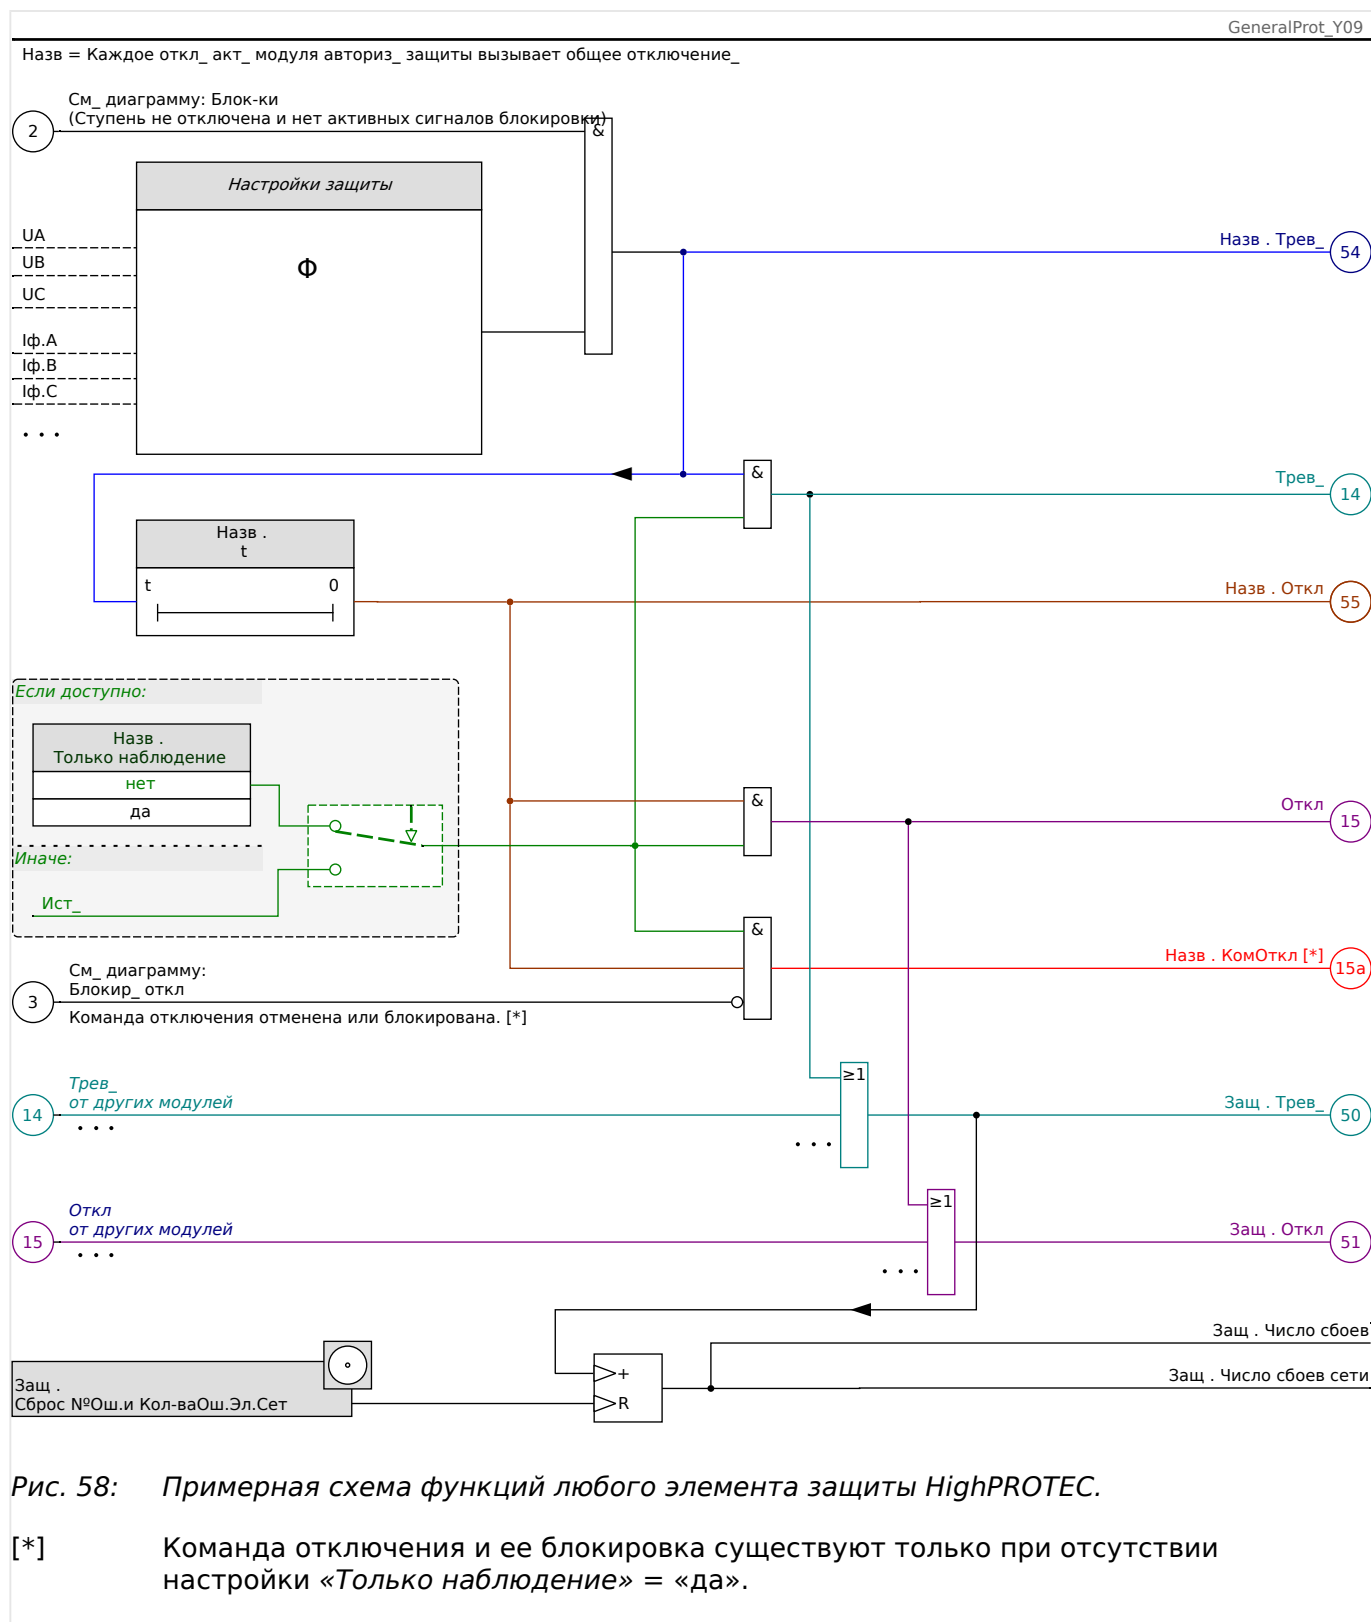 GeneralProt_Y09
Назв = Каждое откл_ акт_ модуля авториз_ защиты вызывает общее отключение_
См_ диаграмму: Блок-ки
(Ступень не отключена и нет активных сигналов блокировки)
2
&
Настройки защиты
UA
UB
UC
Iф.A
Iф.B
Iф.C
. . .
Φ
Назв . Трев_
54
&
Трев_
14
Назв .
t
t 0
Назв . Откл
55
Если доступно:
Назв .
Только наблюдение
нет
да
Иначе:
Ист_
&
Откл
15
&
Назв . КомОткл [*]
15a
См_ диаграмму:
Блокир_ откл
3
Команда отключения отменена или блокирована. [*]
Трев_
от других модулей
14
. . .
≥1
. . .
Защ . Трев_
50
Откл
от других модулей
15
. . .
≥1
. . .
Защ . Откл
51
Защ . Число сбоев
Защ . Число сбоев сети
Защ .
Сброс №Ош.и Кол-ваОш.Эл.Сет
+
R
Рис. 58: Примерная схема функций любого элемента защиты HighPROTEC.
[*] Команда отключения и ее блокировка существуют только при отсутствии
настройки «Только наблюдение» = «да».